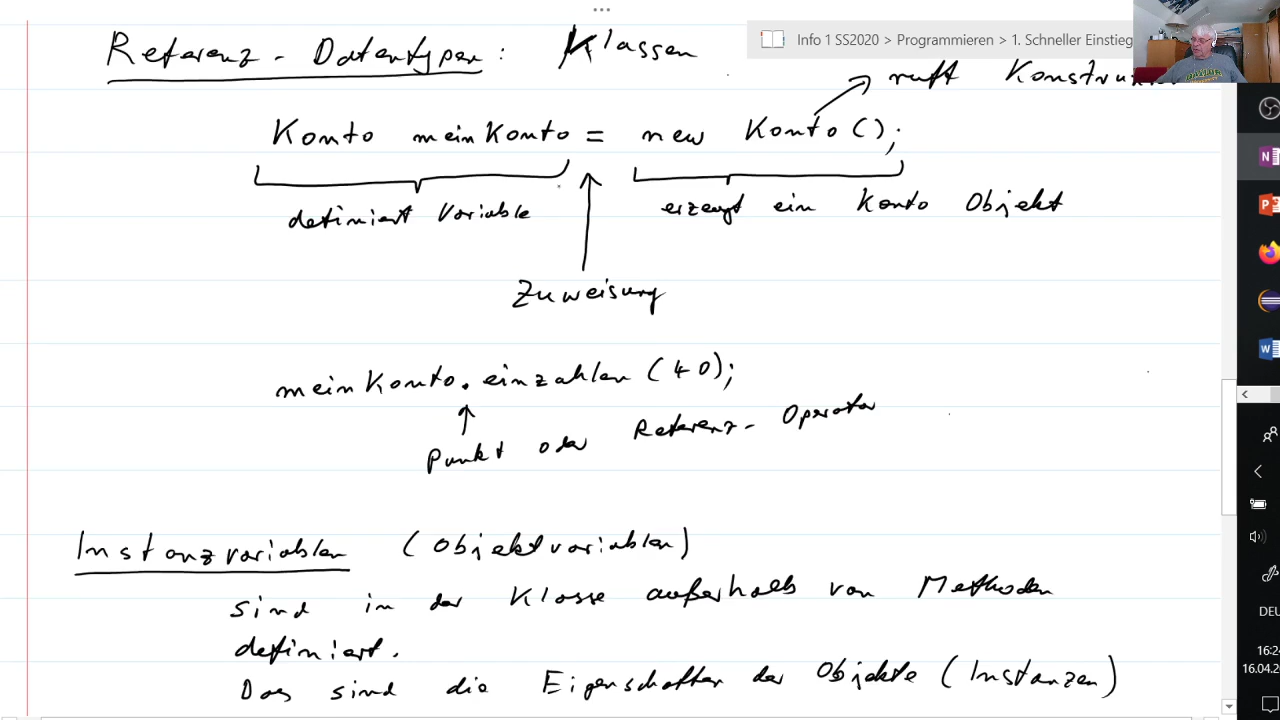 Info 1 SS2020 > Programmieren > 1. Schneller Einstieg
Referenz-Datentypen: Klassen
ruft
Konto meinKonto = new Konto();
definiert Variable
erzeugt ein Konto Objekt
Zuweisung
meinKonto.einzahlen(40);
Punkt oder Referenz-Operator
Instanzvariablen (Objektvariablen)
sind in der Klasse außerhalb von Methoden
definiert.
Das sind die Eigenschaften der Objekte (Instanzen)
DEU
16:2
16.04.2